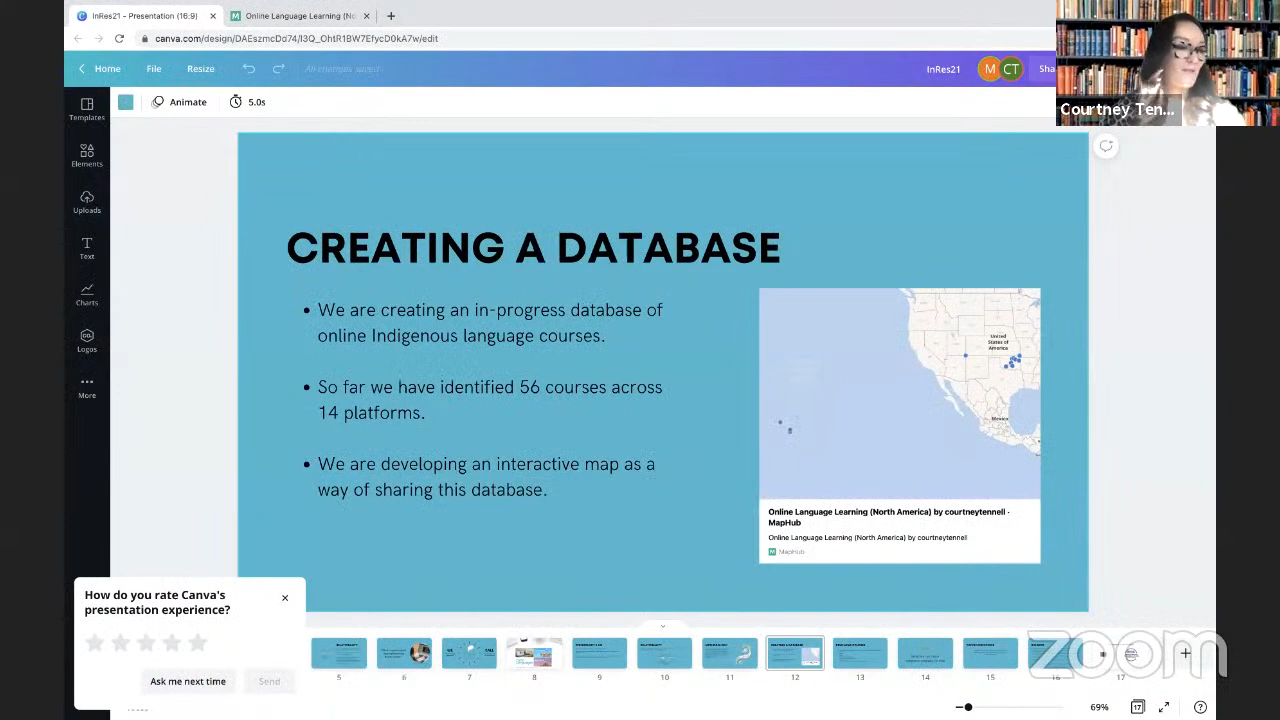 InRes21 - Presentation (16:9)
Online Language Learning (No
canva.com/design/DAEszmcDd74/I3Q_OhtR1BW7EfycD0kA7w/edit
Home
File
Resize
All changes saved
InRes21
M
CT
Sha
Courtney Ten...
Animate
5.0s
Templates
Elements
Uploads
Text
Charts
Logos
More
CREATING A DATABASE
• We are creating an in-progress database of
online Indigenous language courses.
• So far we have identified 56 courses across
14 platforms.
• We are developing an interactive map as a
way of sharing this database.
United
States of
America
Mexico
Online Language Learning (North America) by courtneytennell ·
MapHub
Online Language Learning (North America) by courtneytennell
MapHub
How do you rate Canva's
presentation experience?
Ask me next time
Send
5
6
7
8
9
10
11
12
13
14
15
16
17
zoom
69%
17